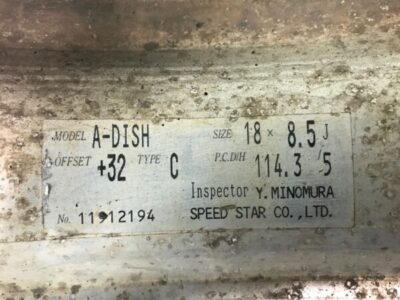 MODEL A-DISH SIZE 18 × 8.5 J
OFFSET +32 TYPE C P.C.D/H 114.3 /5
Inspector Y.MINOMURA
No. 11912194 SPEED STAR CO.,LTD.